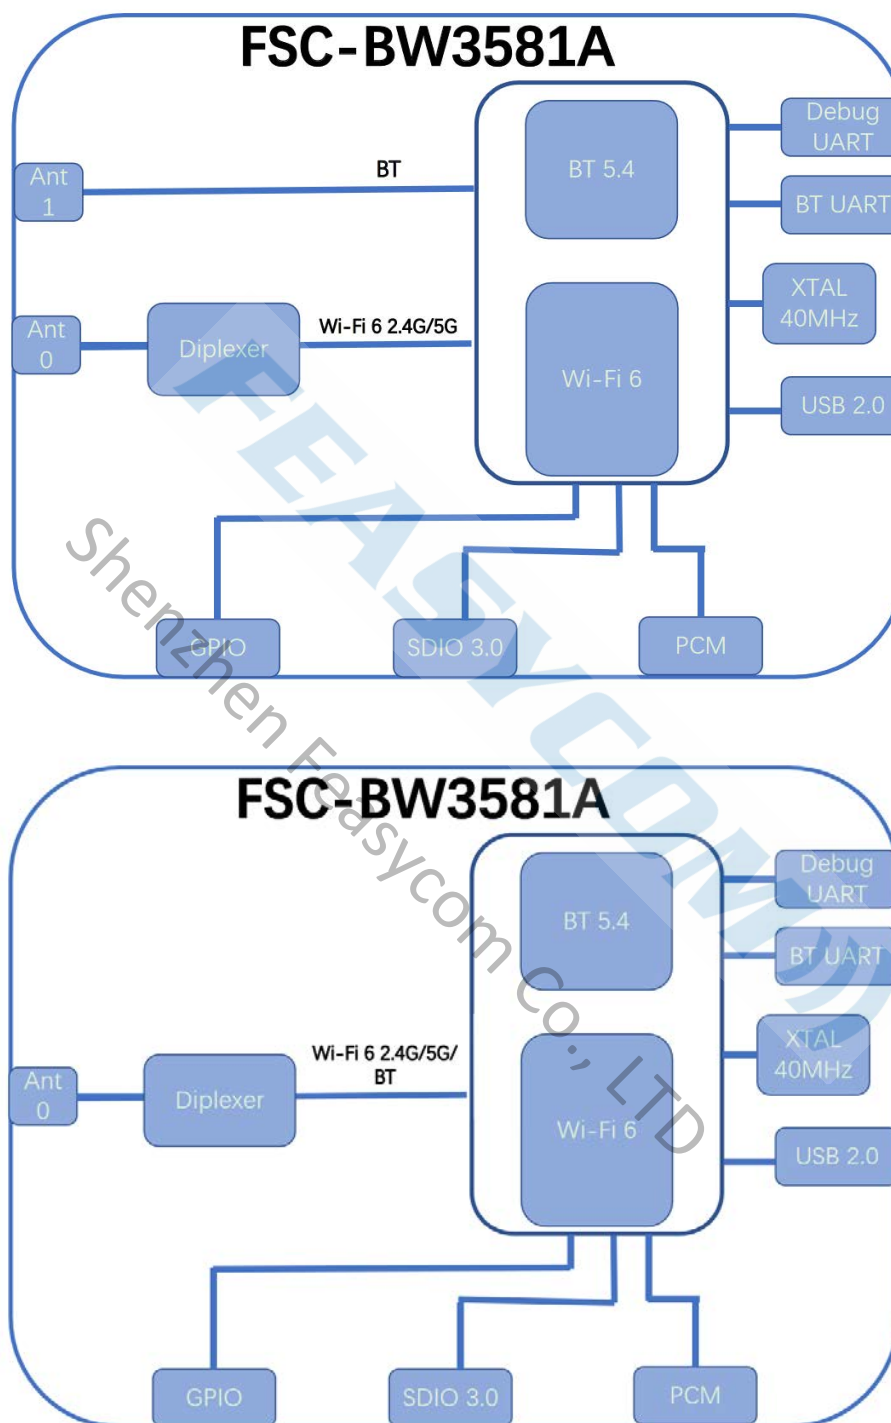 FSC-BW3581A
Debug
UART
BT 5.4
BT
Ant
1
BT UART
XTAL
40MHz
Wi-Fi 6 2.4G/5G
Ant
0
Diplexer
Wi-Fi 6
USB 2.0
GPIO
SDIO 3.0
PCM
FEASYCOM
Shenzhen Feasycom Co., LTD
FSC-BW3581A
Debug
UART
BT 5.4
BT UART
XTAL
40MHz
Wi-Fi 6 2.4G/5G/
BT
Ant
0
Diplexer
Wi-Fi 6
USB 2.0
GPIO
SDIO 3.0
PCM